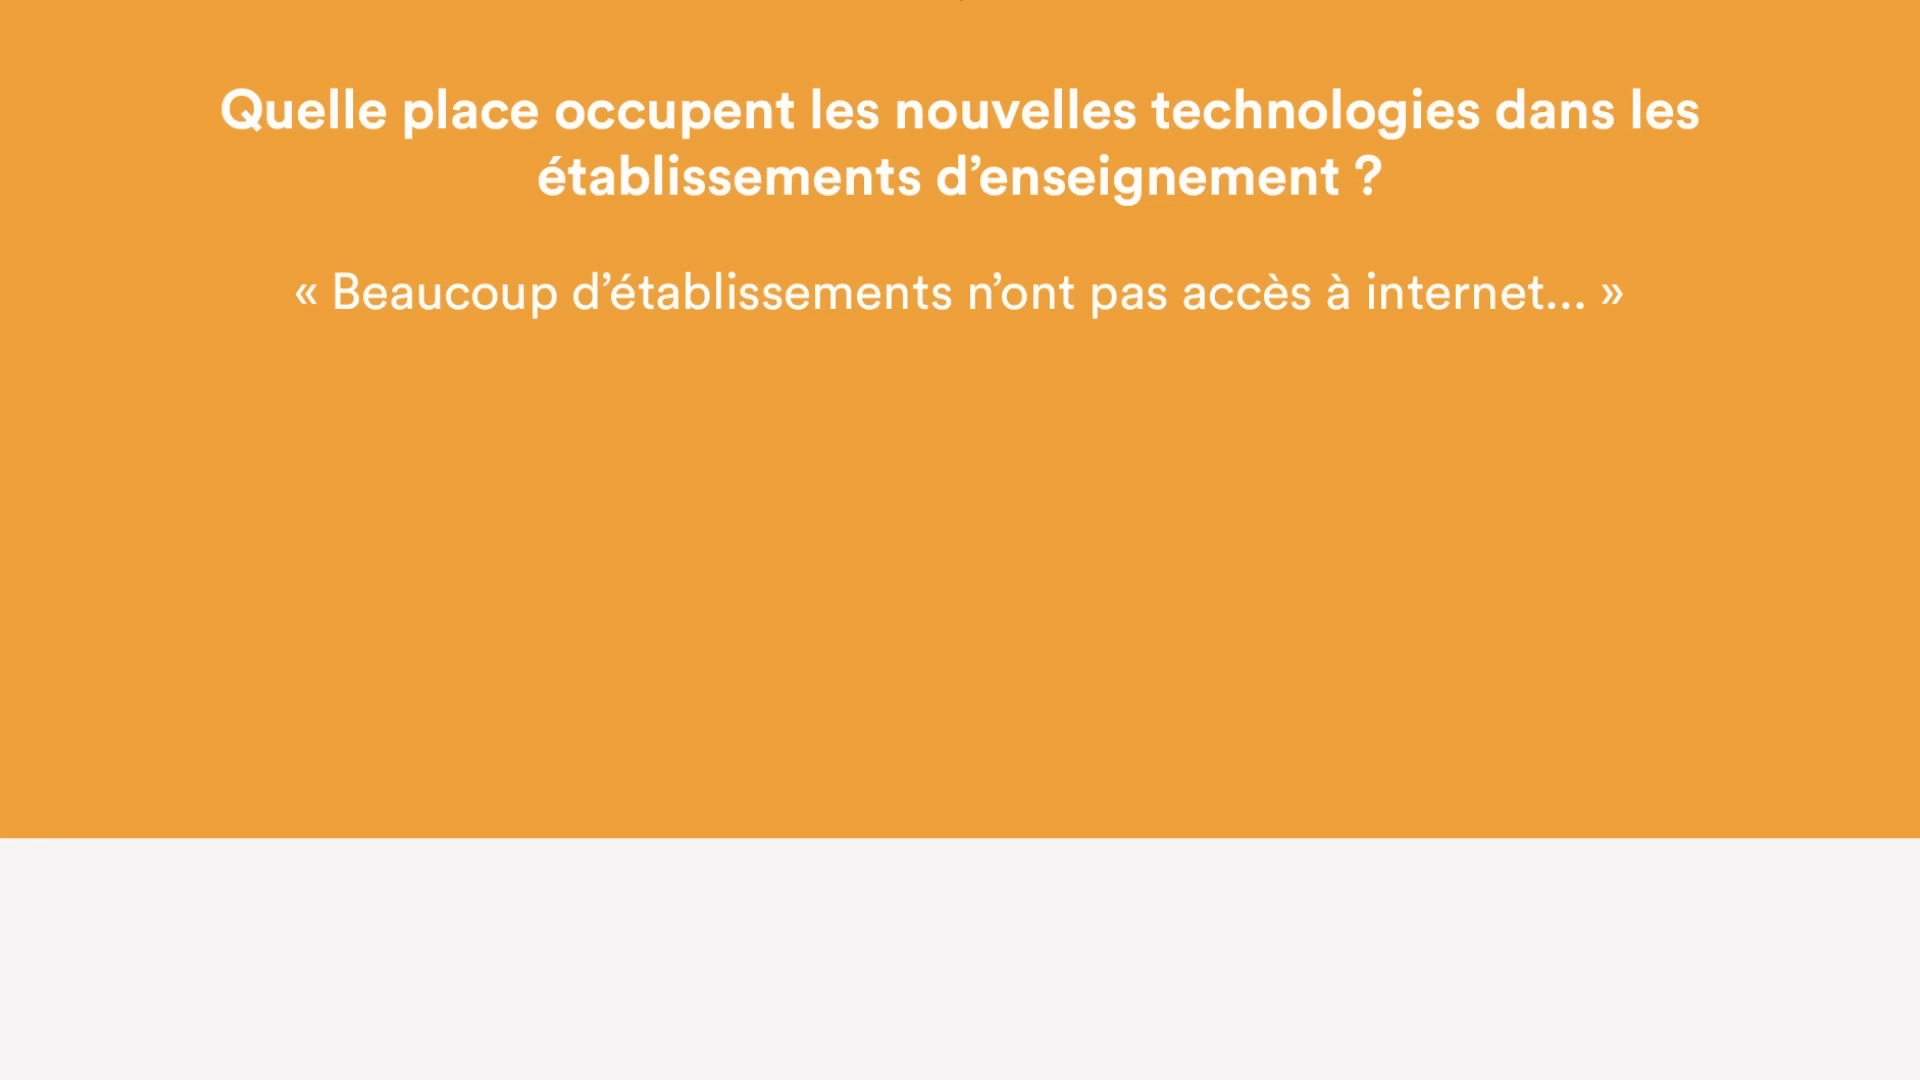 Quelle place occupent les nouvelles technologies dans les
établissements d’enseignement ?
« Beaucoup d’établissements n’ont pas accès à internet... »